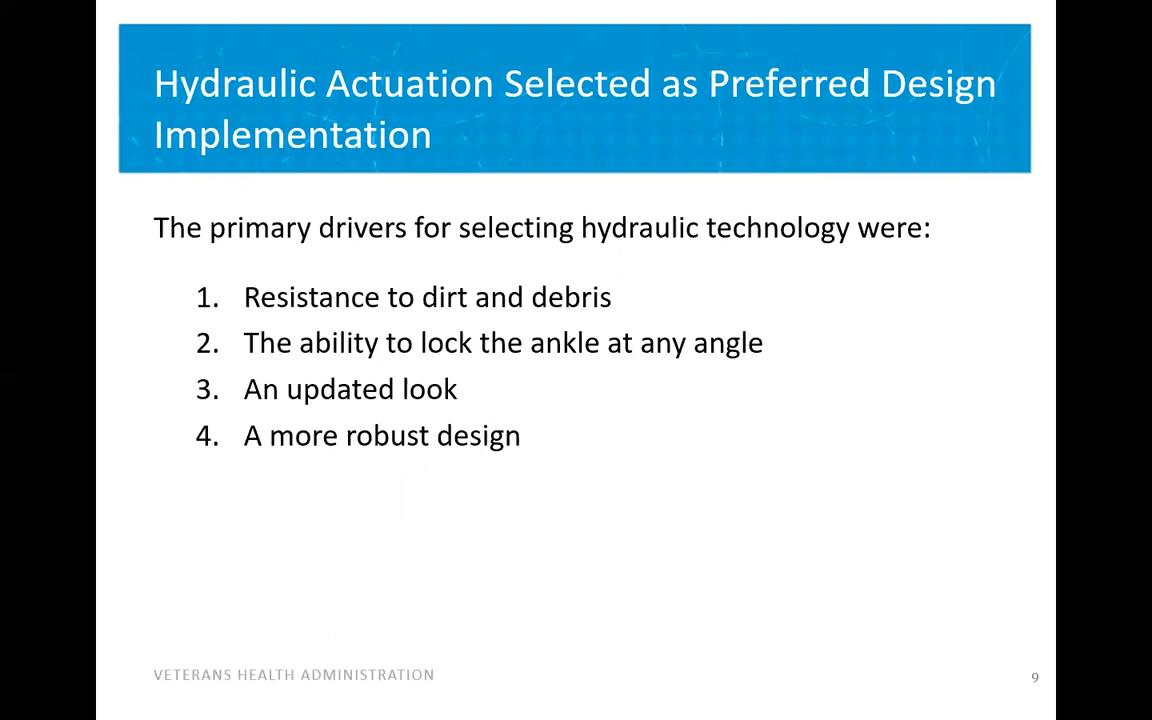 Hydraulic Actuation Selected as Preferred Design
Implementation
The primary drivers for selecting hydraulic technology were:
1. Resistance to dirt and debris
2. The ability to lock the ankle at any angle
3. An updated look
4. A more robust design
VETERANS HEALTH ADMINISTRATION
9